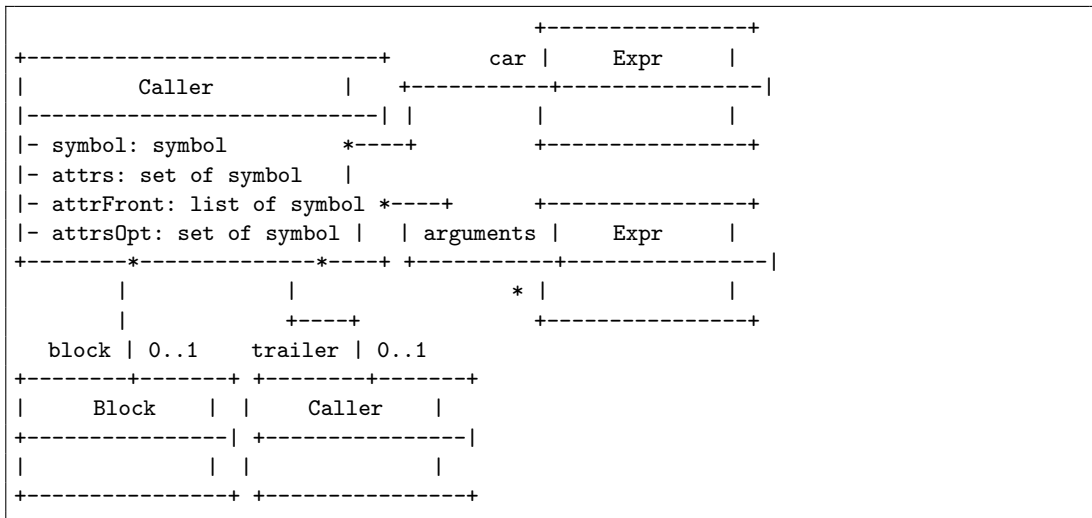 +----------------+
+----------------------------+        car |     Expr       |
|         Caller           |    +-----------+----------------|
|----------------------------| |          |                |
|- symbol: symbol         *----+          +----------------+
|- attrs: set of symbol    |
|- attrFront: list of symbol *----+       +----------------+
|- attrsOpt: set of symbol |   | arguments |    Expr       |
+--------*--------------*----+ +-----------+----------------|
        |             |                 * |                |
        |             +----+              +----------------+
  block | 0..1    trailer | 0..1
+--------+-------+ +--------+-------+
|     Block      | |    Caller      |
+----------------| +----------------|
|                | |                |
+----------------+ +----------------+